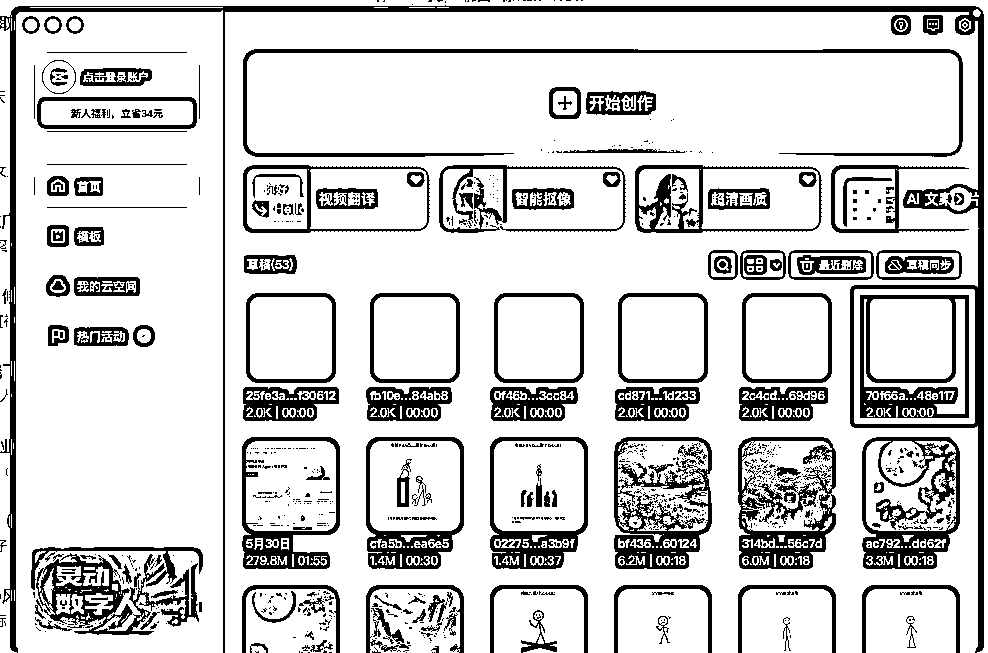 点击登录账户
新人福利，立省34元
首页
模板
我的云空间
热门活动
灵动
数字人
开始创作
视频翻译
智能抠像
超清画质
AI 文案
草稿(53)
最近删除
草稿同步
25fe3a...f30612
2.0K | 00:00
fb10e...84ab8
2.0K | 00:00
0f46b...3cc84
2.0K | 00:00
cd871...1d233
2.0K | 00:00
2c4cd...69d96
2.0K | 00:00
70f66a...48e117
2.0K | 00:00
5月30日
279.8M | 01:55
cfa5b...ea6e5
1.4M | 00:30
02275...a3b9f
1.4M | 00:37
bf436...60124
6.2M | 00:18
314bd...56c7d
6.0M | 00:18
ac792...dd62f
3.3M | 00:18